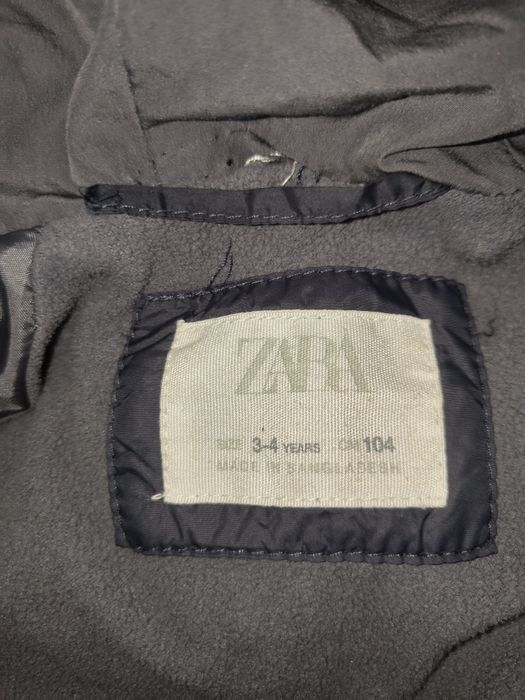 ZARA
SIZE 3-4 YEARS CM 104
MADE IN BANGLADESH